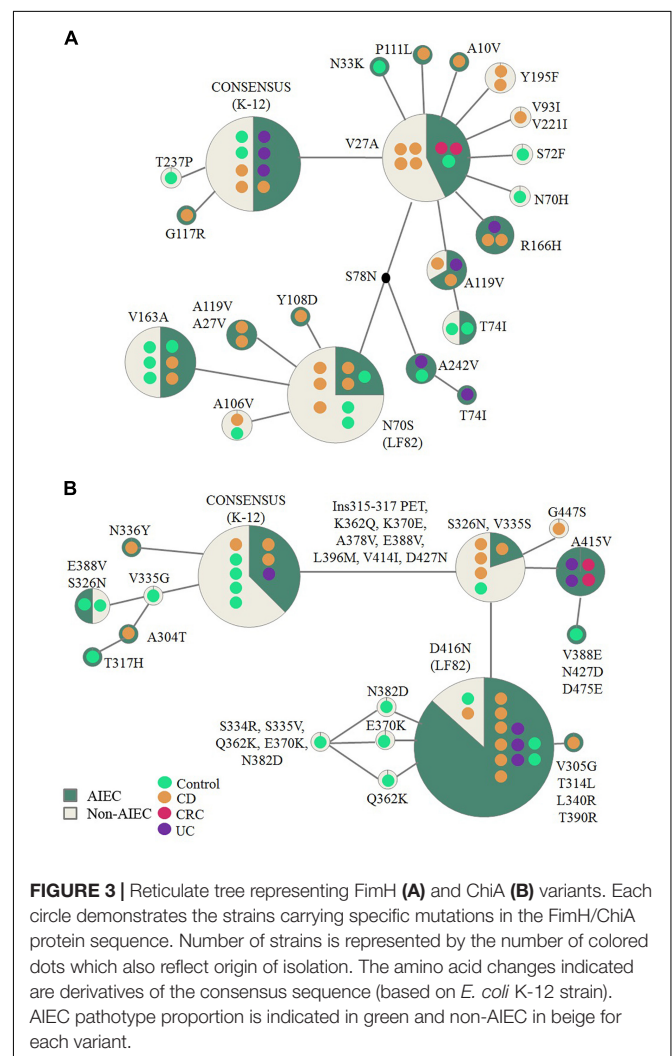 A
P111L
A10V
N33K
CONSENSUS
(K-12)
Y195F
V93I
V221I
V27A
T237P
S72F
N70H
G117R
R166H
S78N
A119V
A119V
A27V
Y108D
V163A
T74I
A242V
A106V
N70S
(LF82)
T74I
B
CONSENSUS
(K-12)
Ins315-317 PET,
K362Q, K370E,
A378V, E388V,
L396M, V414I, D427N
S326N, V335S
G447S
N336Y
A415V
E388V
S326N
V335G
A304T
T317H
D416N
(LF82)
V388E
N427D
D475E
N382D
S334R, S335V,
Q362K, E370K,
N382D
E370K
Q362K
V305G
T314L
L340R
T390R
AIEC
Non-AIEC
Control
CD
CRC
UC
FIGURE 3 | Reticulate tree representing FimH (A) and ChiA (B) variants. Each
circle demonstrates the strains carrying specific mutations in the FimH/ChiA
protein sequence. Number of strains is represented by the number of colored
dots which also reflect origin of isolation. The amino acid changes indicated
are derivatives of the consensus sequence (based on E. coli K-12 strain).
AIEC pathotype proportion is indicated in green and non-AIEC in beige for
each variant.